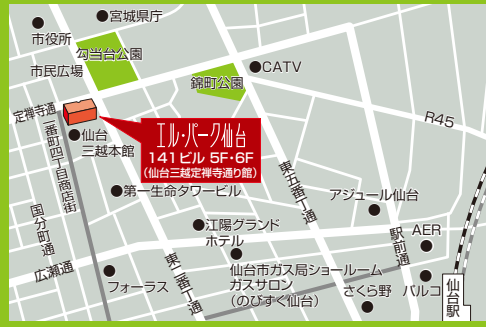 宮城県庁
市役所
勾当台公園
市民広場
CATV
錦町公園
定禅寺通
R45
エル・パーク仙台
141ビル 5F・6F
(仙台三越定禅寺通り館)
仙台
三越本館
一番町四丁目商店街
東五番丁通
第一生命タワービル
アジュール仙台
国分町通
江陽グランド
ホテル
駅前通
AER
広瀬通
東二番丁通
仙台市ガス局ショールーム
ガスサロン
(のびすく仙台)
フォーラス
さくら野
パルコ
仙台駅